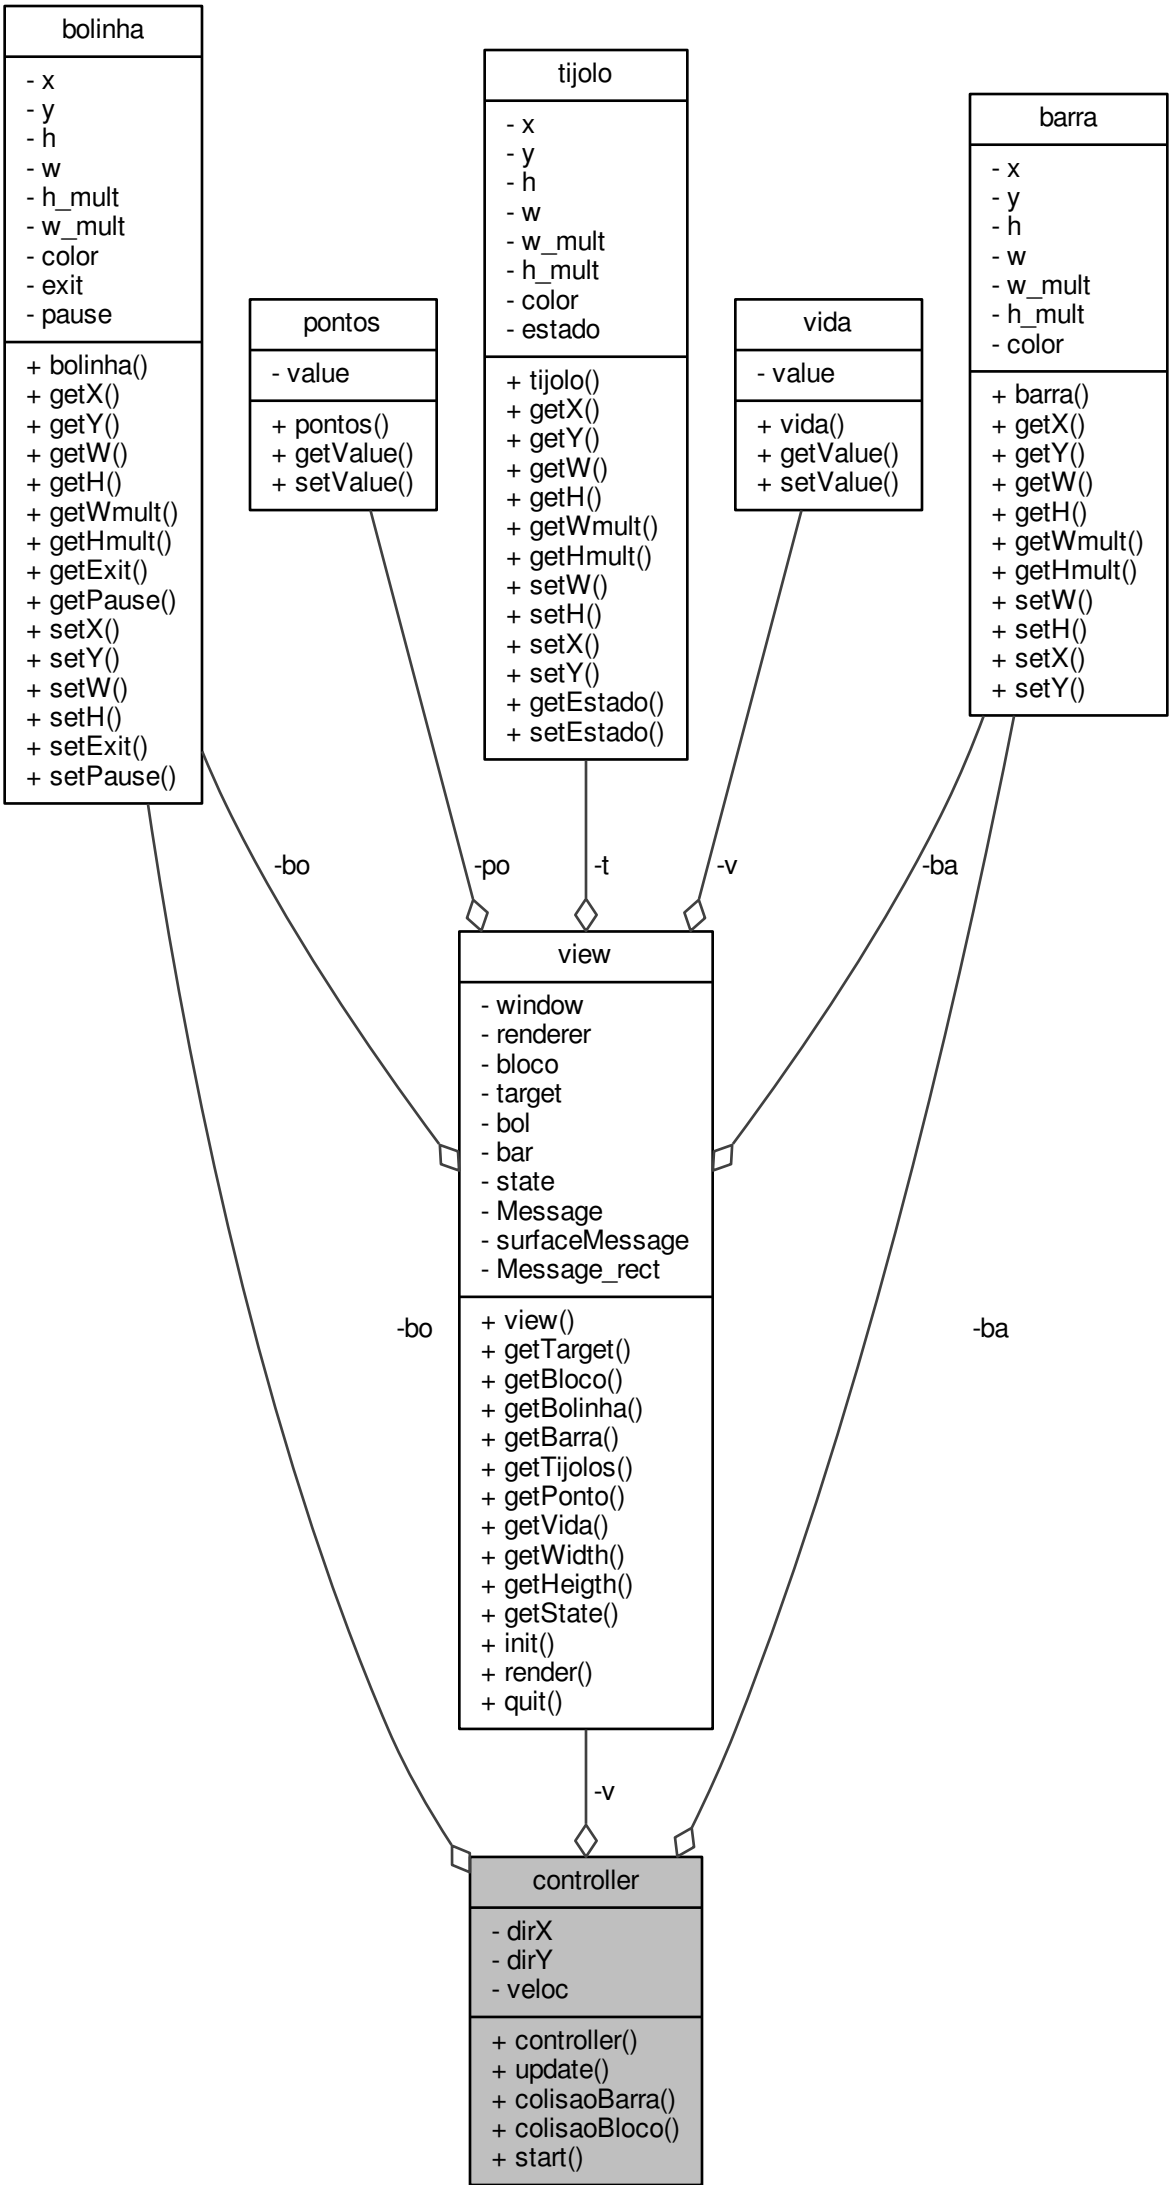 bolinha
- x
- y
- h
- w
- h_mult
- w_mult
- color
- exit
- pause
+ bolinha()
+ getX()
+ getY()
+ getW()
+ getH()
+ getWmult()
+ getHmult()
+ getExit()
+ getPause()
+ setX()
+ setY()
+ setW()
+ setH()
+ setExit()
+ setPause()
pontos
- value
+ pontos()
+ getValue()
+ setValue()
tijolo
- x
- y
- h
- w
- w_mult
- h_mult
- color
- estado
+ tijolo()
+ getX()
+ getY()
+ getW()
+ getH()
+ getWmult()
+ getHmult()
+ setW()
+ setH()
+ setX()
+ setY()
+ getEstado()
+ setEstado()
vida
- value
+ vida()
+ getValue()
+ setValue()
barra
- x
- y
- h
- w
- w_mult
- h_mult
- color
+ barra()
+ getX()
+ getY()
+ getW()
+ getH()
+ getWmult()
+ getHmult()
+ setW()
+ setH()
+ setX()
+ setY()
-bo
-po
-t
-v
-ba
view
- window
- renderer
- bloco
- target
- bol
- bar
- state
- Message
- surfaceMessage
- Message_rect
+ view()
+ getTarget()
+ getBloco()
+ getBolinha()
+ getBarra()
+ getTijolos()
+ getPonto()
+ getVida()
+ getWidth()
+ getHeigth()
+ getState()
+ init()
+ render()
+ quit()
-bo
-ba
-v
controller
- dirX
- dirY
- veloc
+ controller()
+ update()
+ colisaoBarra()
+ colisaoBloco()
+ start()